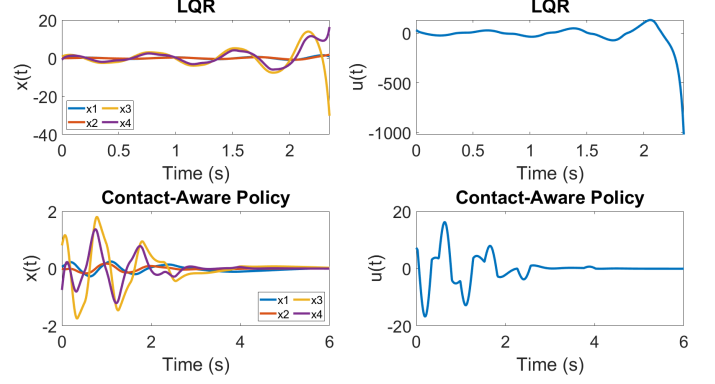 LQR
20
0
-20
-40
x(t)
x1 x3
x2 x4
0 0.5 1 1.5 2
Time (s)
LQR
0
-500
-1000
u(t)
0 0.5 1 1.5 2
Time (s)
Contact-Aware Policy
2
0
-2
x(t)
x1 x3
x2 x4
0 2 4 6
Time (s)
Contact-Aware Policy
20
0
-20
u(t)
0 2 4 6
Time (s)